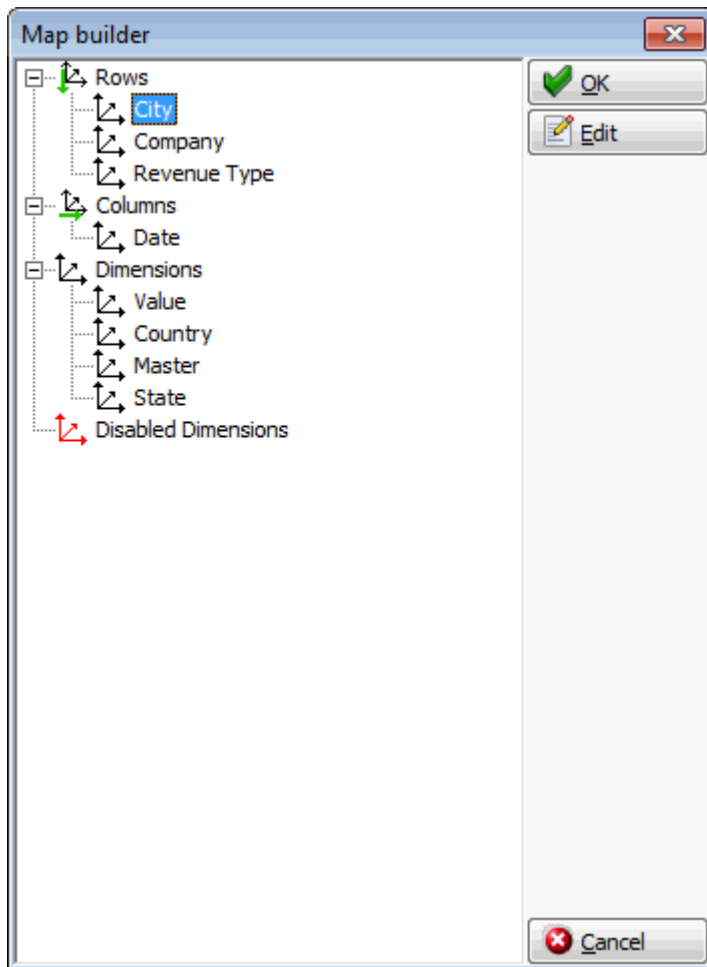 Map builder
Rows
City
Company
Revenue Type
Columns
Date
Dimensions
Value
Country
Master
State
Disabled Dimensions
OK
Edit
Cancel